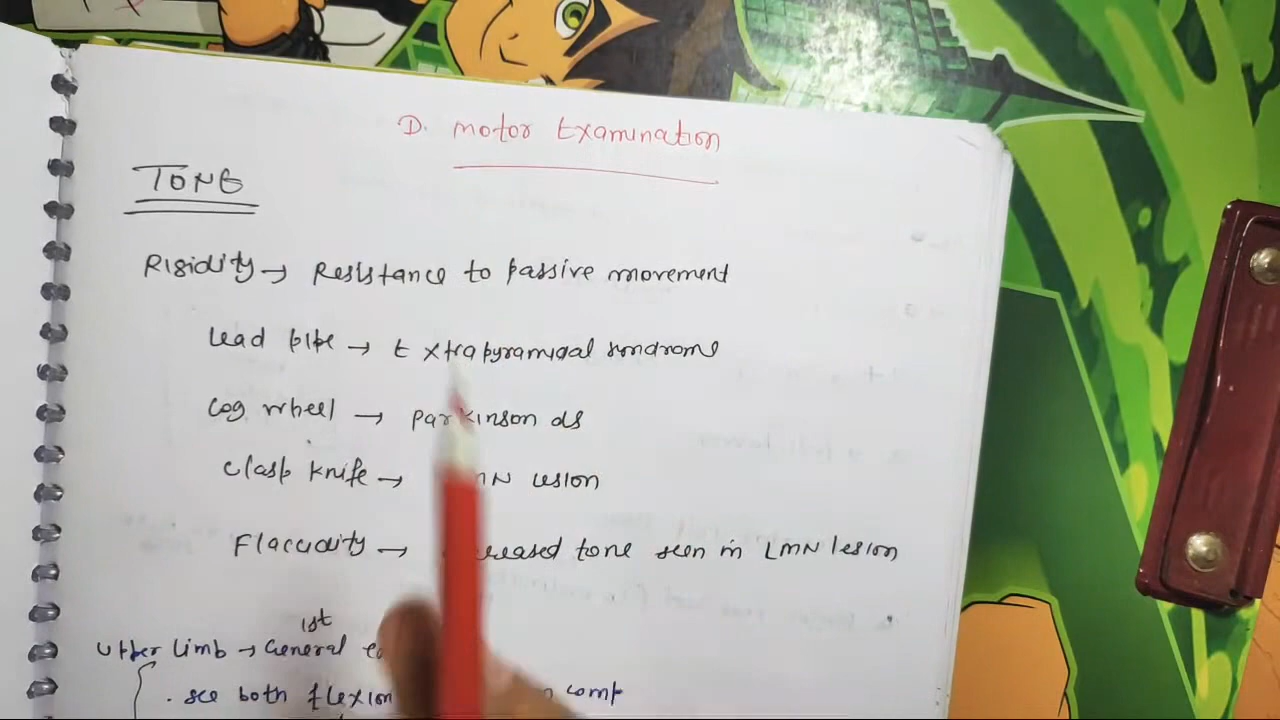 D. Motor Examination
TONE
Rigidity → Resistance to passive movement
Lead pipe → Extrapyramidal syndrome
Cog wheel → Parkinson ds
Clasp knife → MN lesion
Flaccidity → tone seen in LMN lesion
1st
Upper limb → General
. see both flexion comp